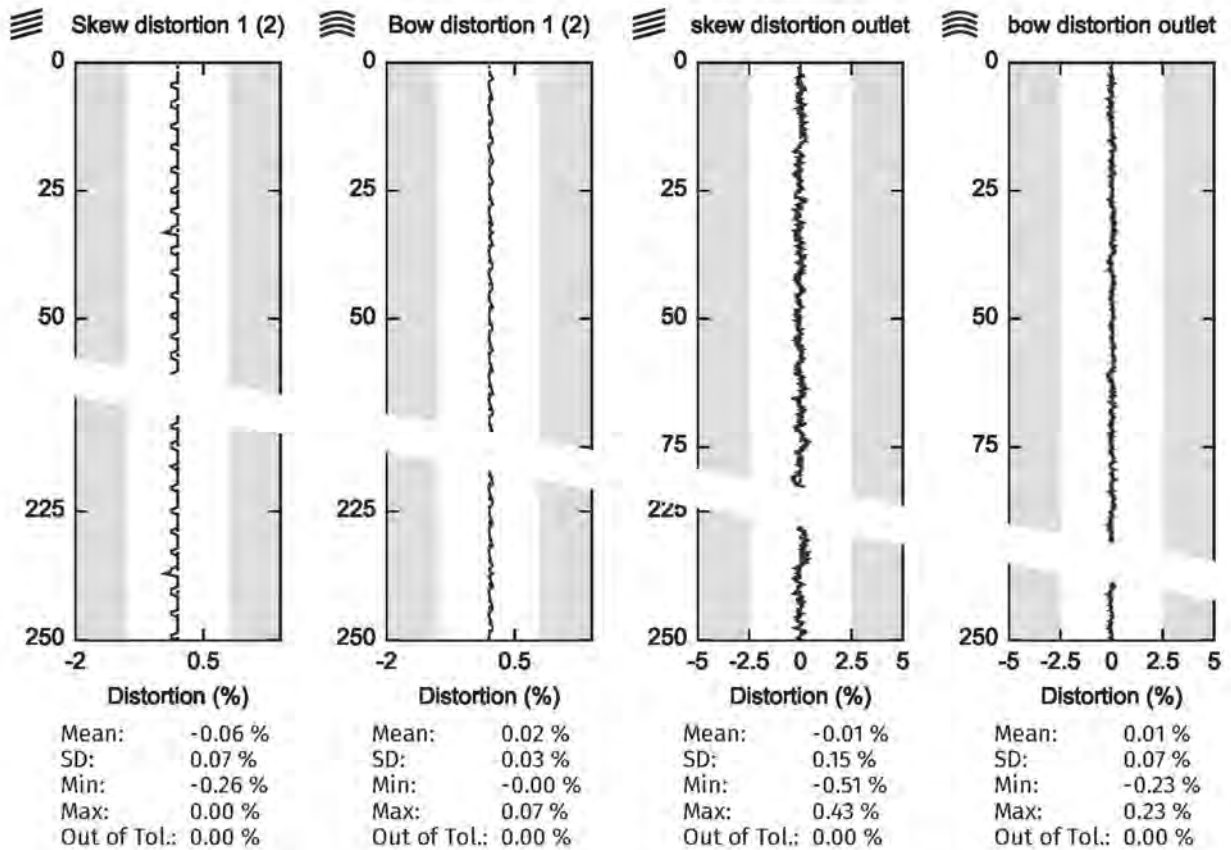 Skew distortion 1 (2)
0
25
50
225
250
-2
0.5
Distortion (%)
Mean: -0.06 %
SD: 0.07 %
Min: -0.26 %
Max: 0.00 %
Out of Tol.: 0.00 %
Bow distortion 1 (2)
0
25
50
225
250
-2
0.5
Distortion (%)
Mean: 0.02 %
SD: 0.03 %
Min: -0.00 %
Max: 0.07 %
Out of Tol.: 0.00 %
skew distortion outlet
0
25
50
75
225
250
-5 -2.5 0 2.5 5
Distortion (%)
Mean: -0.01 %
SD: 0.15 %
Min: -0.51 %
Max: 0.43 %
Out of Tol.: 0.00 %
bow distortion outlet
0
25
50
75
250
-5 -2.5 0 2.5 5
Distortion (%)
Mean: 0.01 %
SD: 0.07 %
Min: -0.23 %
Max: 0.23 %
Out of Tol.: 0.00 %